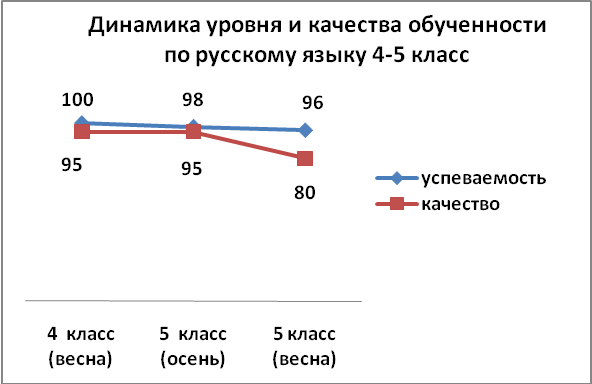 Динамика уровня и качества обученности
по русскому языку 4-5 класс
100 98 96
95 95 80
успеваемость
качество
4 класс 5 класс 5 класс
(весна) (осень) (весна)